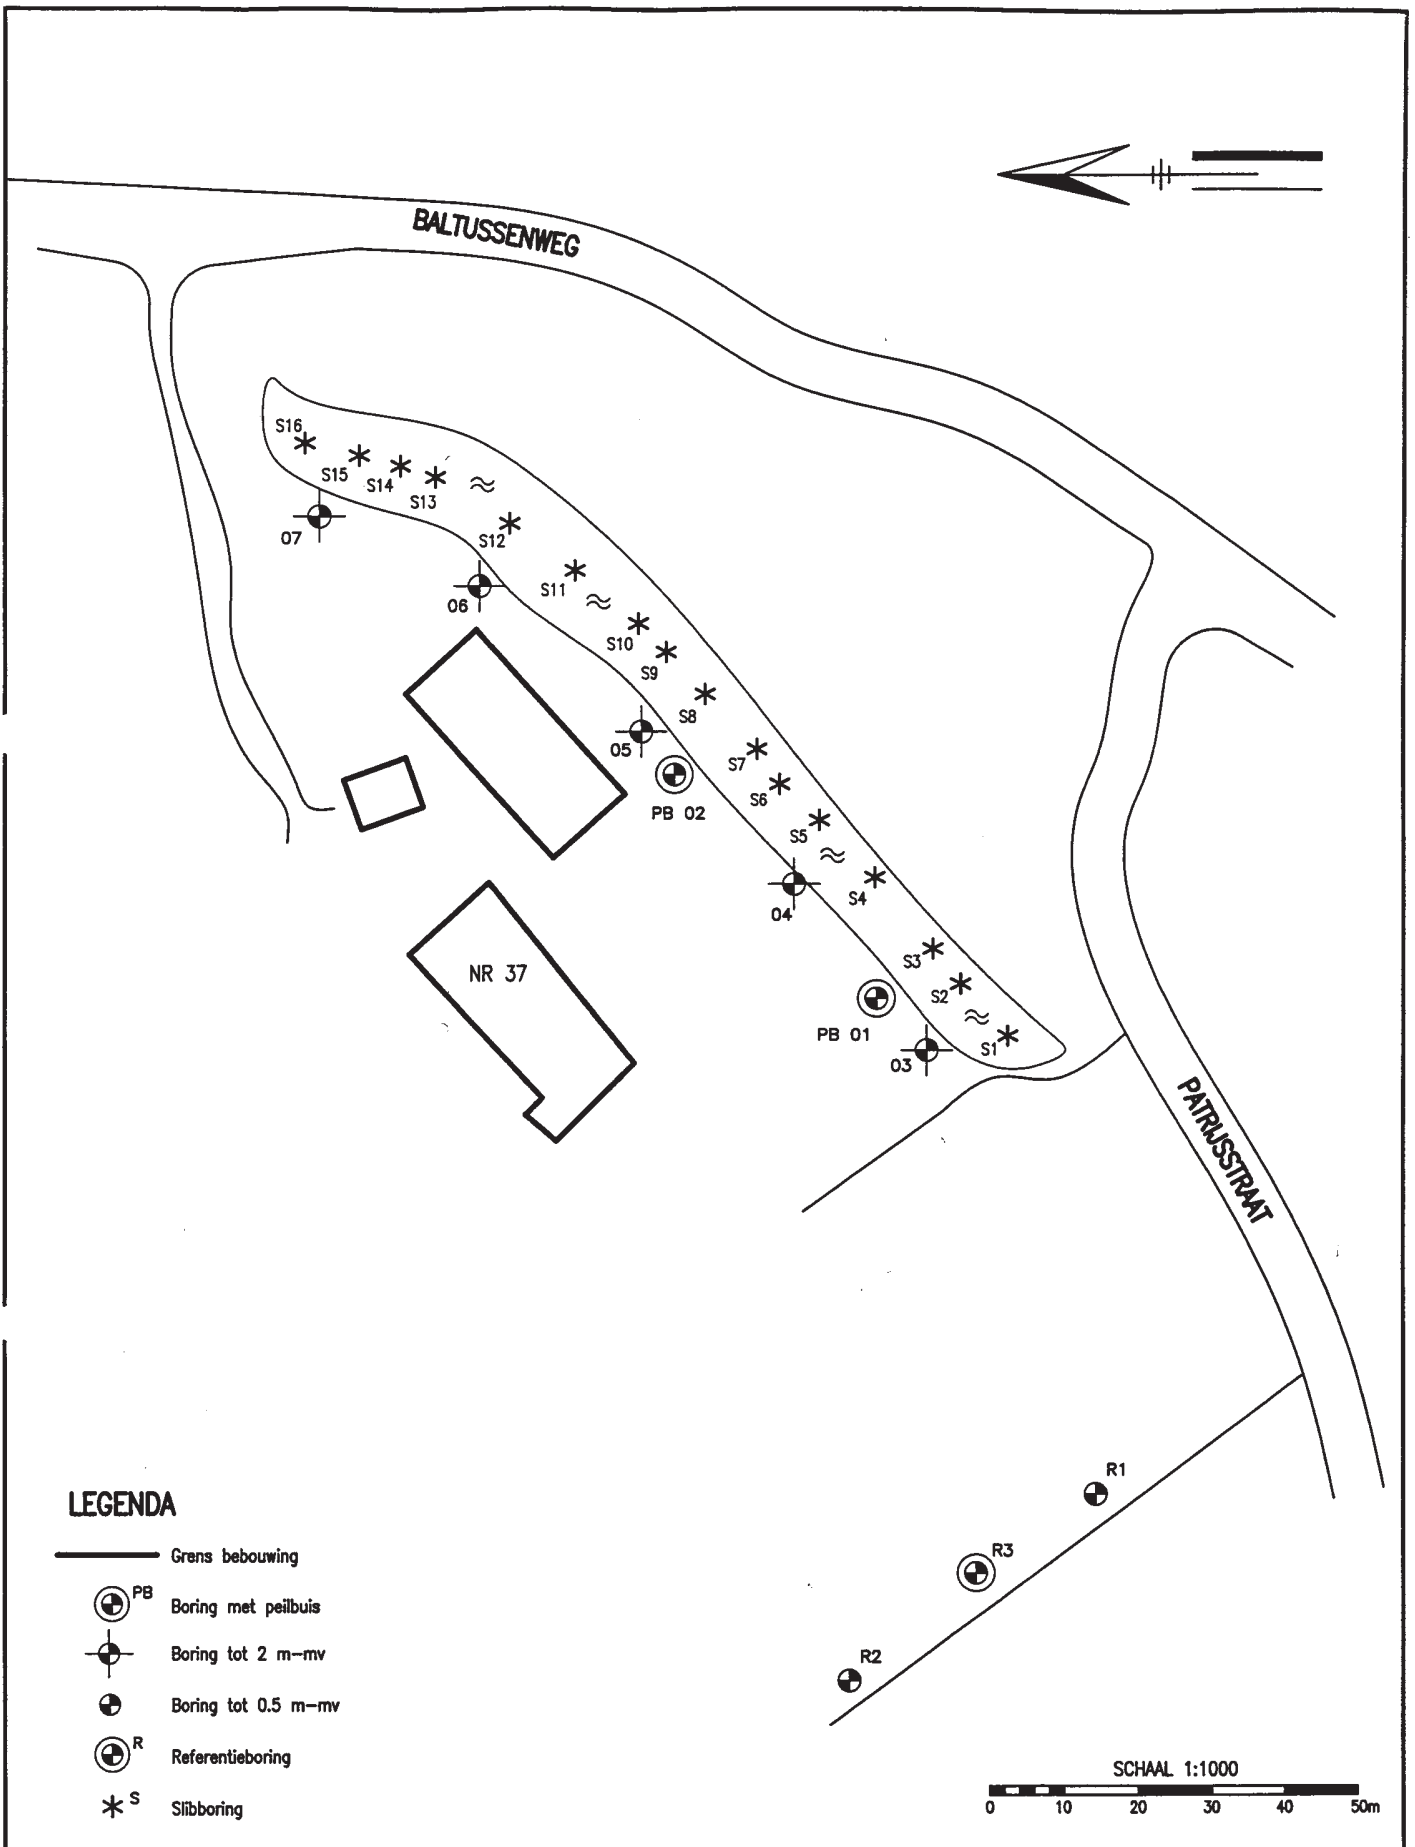 BALTUSSENWEG
S16
S15
S14
S13
07
S12
06
S11
S10
S9
S8
05
S7
PB 02
S6
S5
04
S4
S3
S2
NR 37
PB 01
S1
03
PATRIJSSTRAAT
R1
R3
R2
LEGENDA
Grens bebouwing
PB Boring met peilbuis
Boring tot 2 m-mv
Boring tot 0.5 m-mv
R Referentieboring
S Slibboring
SCHAAL 1:1000
0 10 20 30 40 50m